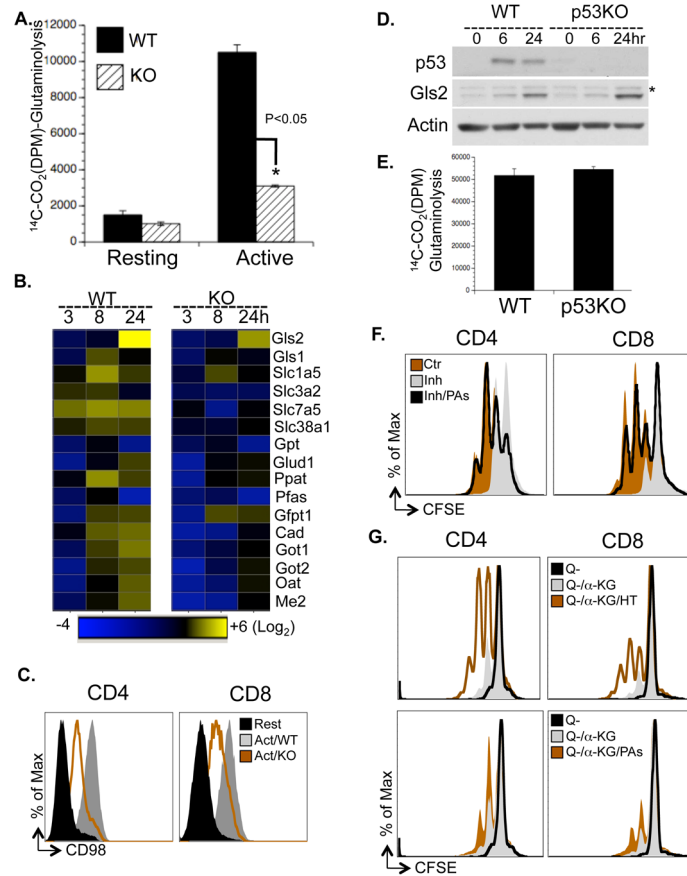 A.
14C-CO2(DPM)-Glutaminolysis
12000
10000
8000
6000
4000
2000
0
WT
KO
P<0.05
*
Resting
Active
B.
WT
KO
3 8 24
3 8 24h
Gls2
Gls1
Slc1a5
Slc3a2
Slc7a5
Slc38a1
Gpt
Glud1
Ppat
Pfas
Gfpt1
Cad
Got1
Got2
Oat
Me2
-4
+6 (Log2)
C.
CD4
CD8
% of Max
Rest
Act/WT
Act/KO
CD98
D.
WT
p53KO
0 6 24
0 6 24hr
p53
Gls2
*
Actin
E.
14C-CO2(DPM)
Glutaminolysis
60000
50000
40000
30000
20000
10000
0
WT
p53KO
F.
CD4
CD8
% of Max
Ctr
Inh
Inh/PAs
CFSE
G.
CD4
CD8
Q-
Q-/α-KG
Q-/α-KG/HT
Q-
Q-/α-KG
Q-/α-KG/PAs
% of Max
CFSE